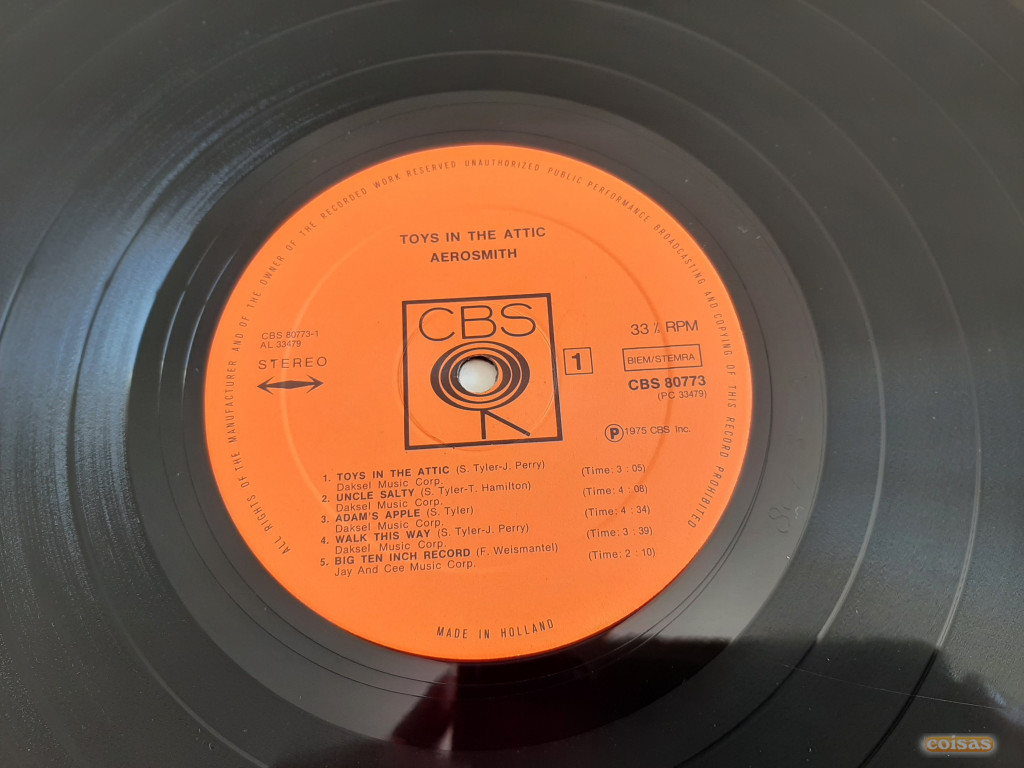 ALL RIGHTS OF THE MANUFACTURER AND OF THE OWNER OF THE RECORDED WORK RESERVED UNAUTHORIZED PUBLIC PERFORMANCE BROADCASTING AND COPYING OF THIS RECORD PROHIBITED
TOYS IN THE ATTIC
AEROSMITH
CBS
CBS 80773-1
AL 33479
STEREO
1
33 ⅓ RPM
BIEM/STEMRA
CBS 80773
(PC 33479)
Ⓟ1975 CBS Inc.
1. TOYS IN THE ATTIC (S. Tyler-J. Perry) (Time: 3 : 05)
Daksel Music Corp.
2. UNCLE SALTY (S. Tyler-T. Hamilton) (Time: 4 : 08)
Daksel Music Corp.
3. ADAM'S APPLE (S. Tyler) (Time: 4 : 34)
Daksel Music Corp.
4. WALK THIS WAY (S. Tyler-J. Perry) (Time: 3 : 39)
Daksel Music Corp.
5. BIG TEN INCH RECORD (F. Weismantel) (Time: 2 : 10)
Jay And Cee Music Corp.
MADE IN HOLLAND
coisas